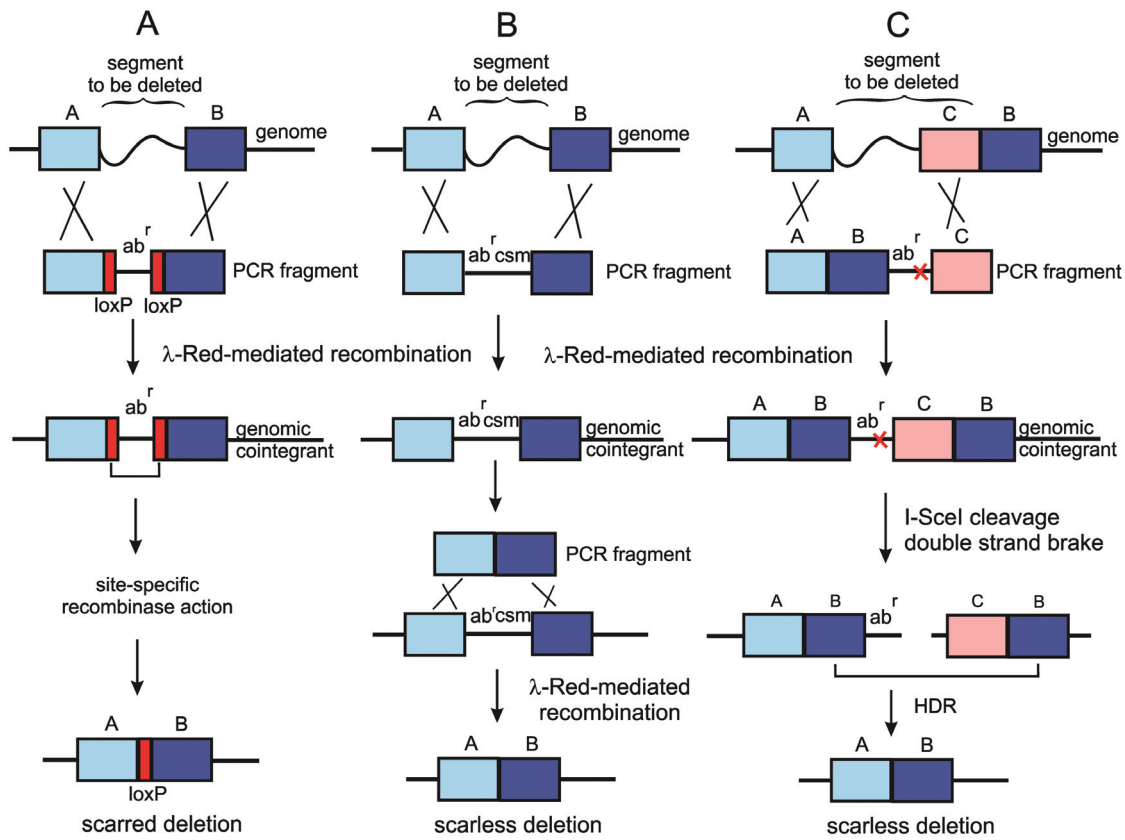 A
segment
to be deleted
A
B
genome
ab^r
PCR fragment
loxP
loxP
λ-Red-mediated recombination
ab^r
genomic
cointegrant
site-specific
recombinase action
A
B
loxP
scarred deletion
B
segment
to be deleted
A
B
genome
ab^r csm
PCR fragment
λ-Red-mediated recombination
ab^r csm
genomic
cointegrant
PCR fragment
ab^r csm
λ-Red-mediated
recombination
A
B
scarless deletion
C
segment
to be deleted
A
C
B
genome
A
B
ab^r
C
PCR fragment
A
B
ab^r
C
B
genomic
cointegrant
I-SceI cleavage
double strand brake
A
B
ab^r
C
B
HDR
A
B
scarless deletion